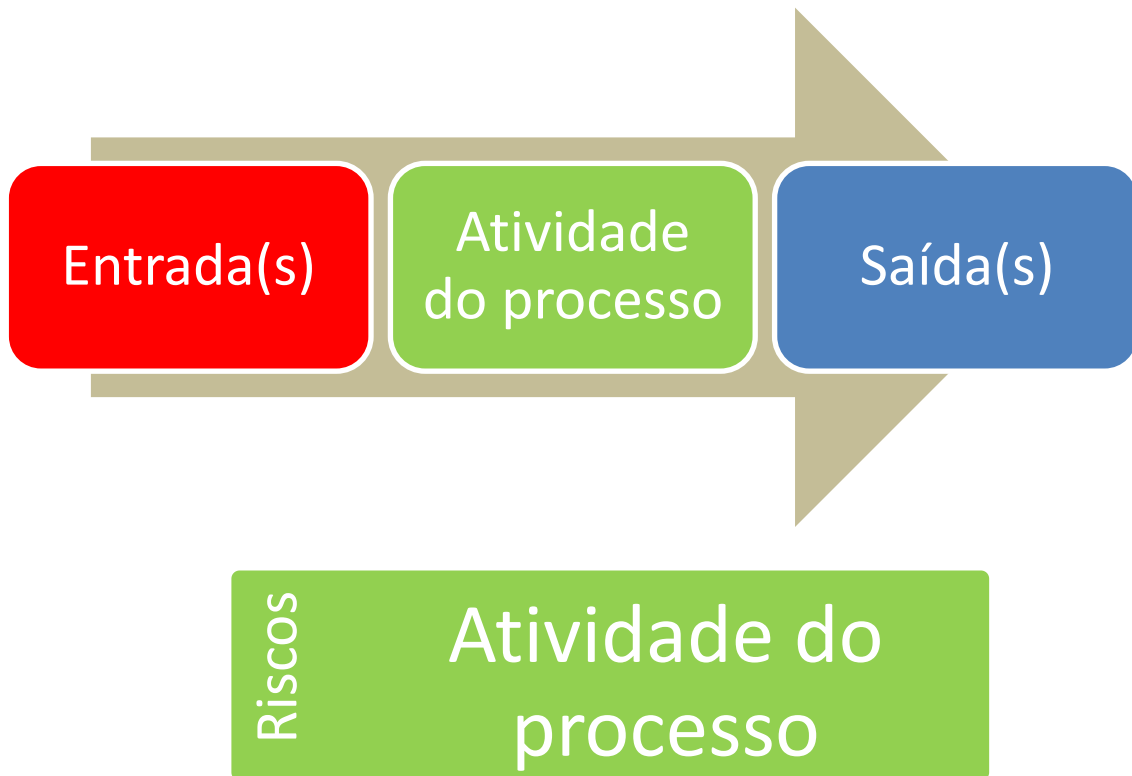 Entrada(s)
Atividade
do processo
Saída(s)
Riscos
Atividade do
processo